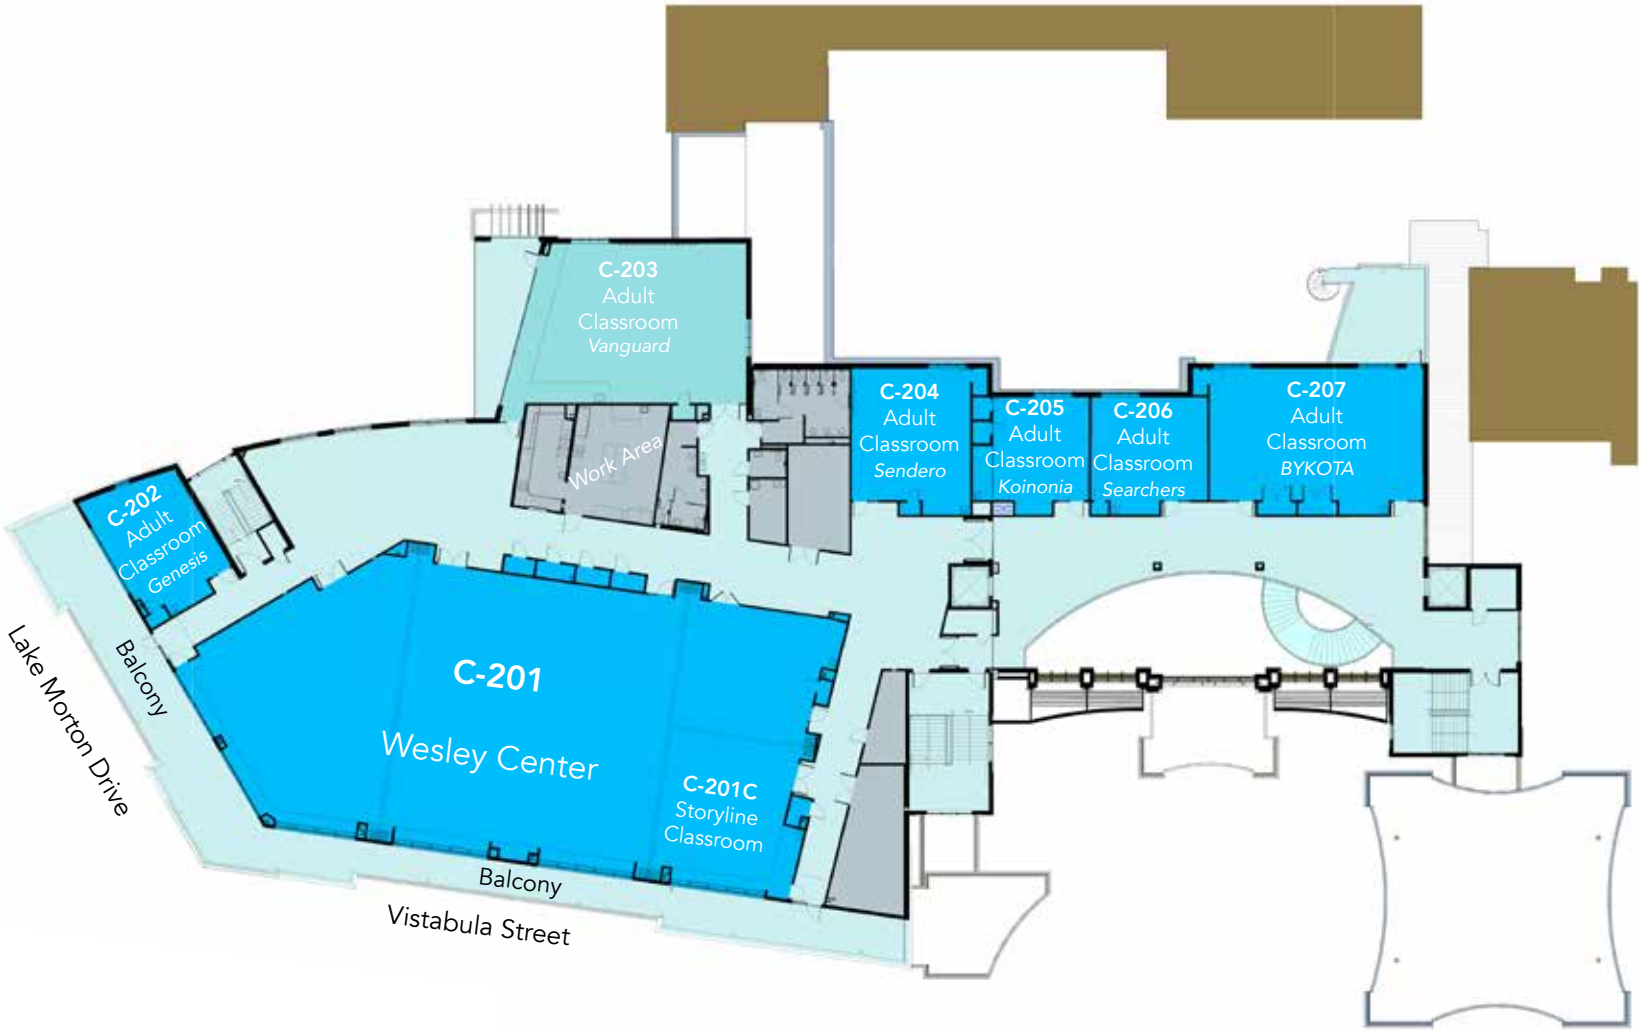 C-203
Adult
Classroom
Vanguard
C-204
Adult
Classroom
Sendero
C-205
Adult
Classroom
Koinonia
C-206
Adult
Classroom
Searchers
C-207
Adult
Classroom
BYKOTA
Work Area
C-202
Adult
Classroom
Genesis
C-201
Wesley Center
C-201C
Storyline
Classroom
Balcony
Lake Morton Drive
Balcony
Vistabula Street